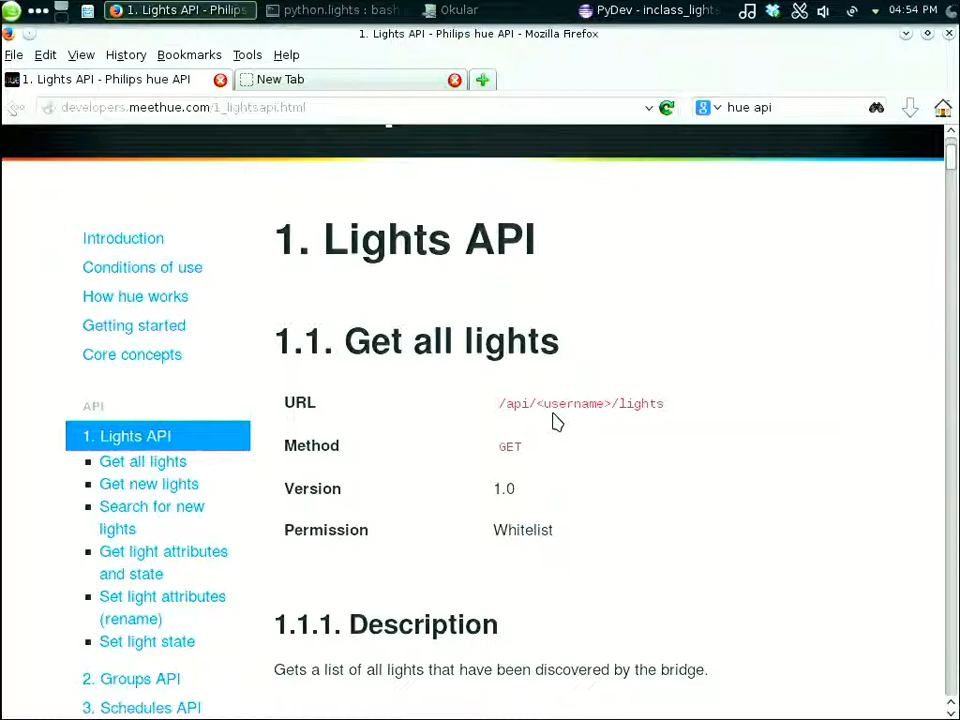 1. Lights API - Philips
python.lights : bash
Okular
PyDev - inclass_lights
04:54 PM
1. Lights API - Philips hue API - Mozilla Firefox
File Edit View History Bookmarks Tools Help
1. Lights API - Philips hue API
New Tab
developers.meethue.com/1_lightsapi.html
hue api
Introduction
Conditions of use
How hue works
Getting started
Core concepts
API
1. Lights API
Get all lights
Get new lights
Search for new
lights
Get light attributes
and state
Set light attributes
(rename)
Set light state
2. Groups API
3. Schedules API
1. Lights API
1.1. Get all lights
URL /api/<username>/lights
Method GET
Version 1.0
Permission Whitelist
1.1.1. Description
Gets a list of all lights that have been discovered by the bridge.